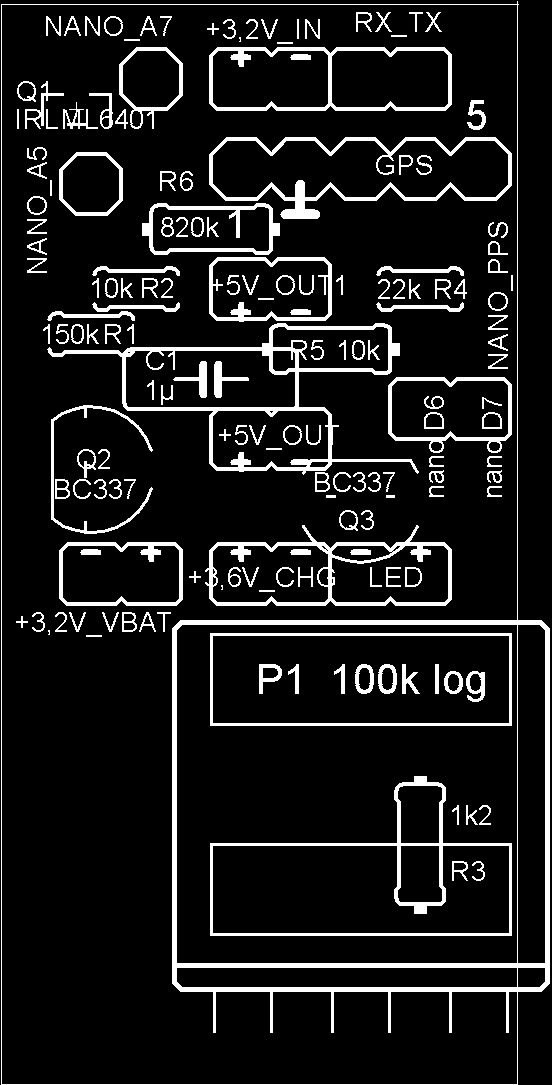 NANO_A7
+3,2V_IN
RX_TX
Q1
IRLML6401
5
NANO_A5
GPS
R6
820k 1
NANO_PPS
10k R2
+5V_OUT1
22k R4
150k R1
R5 10k
C1
1µ
+5V_OUT
nano D6
nano D7
Q2
BC337
BC337
Q3
+3,6V_CHG
LED
+3,2V_VBAT
P1 100k log
1k2
R3